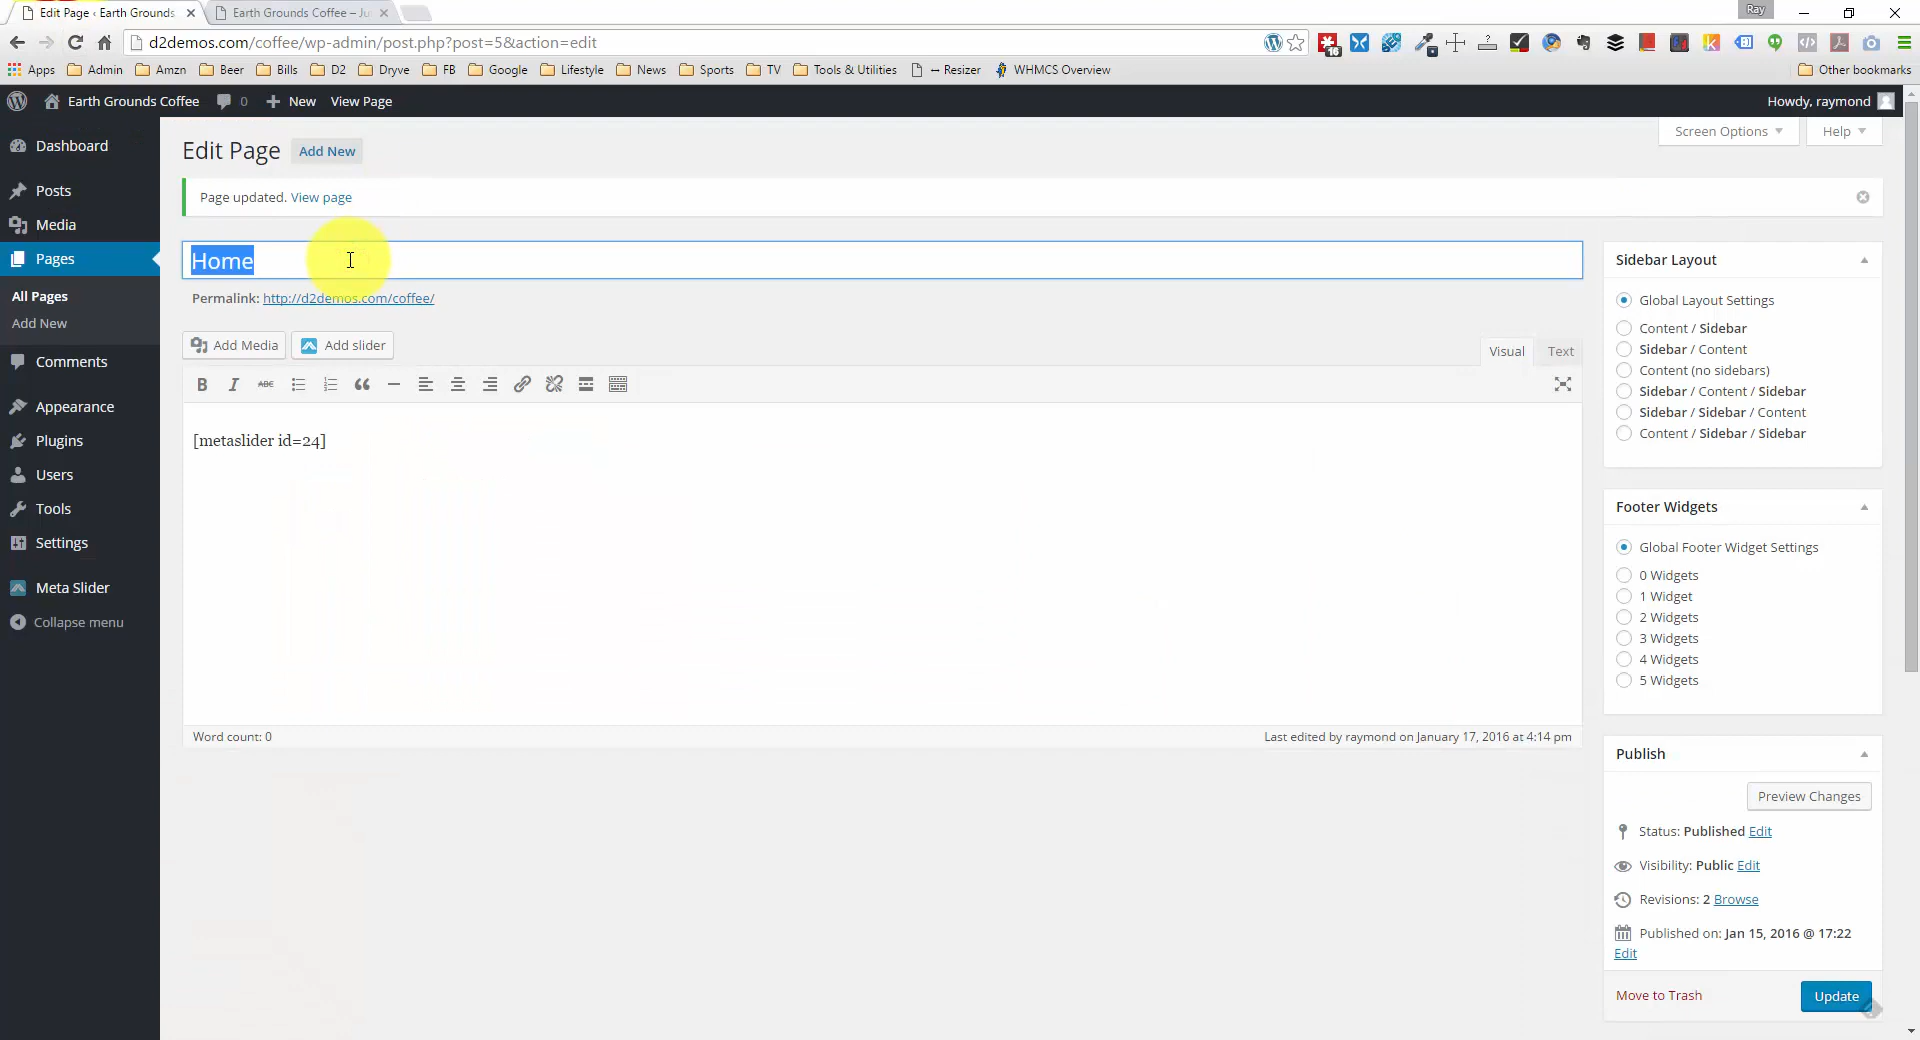 Edit Page ‹ Earth Grounds
Earth Grounds Coffee – Ju
Ray
d2demos.com/coffee/wp-admin/post.php?post=5&action=edit
16
Apps Admin Amzn Beer Bills D2 Dryve FB Google Lifestyle News Sports TV Tools & Utilities -- Resizer WHMCS Overview Other bookmarks
Earth Grounds Coffee 0 New View Page Howdy, raymond
Screen Options Help
Edit Page Add New
Page updated. View page
Home
Permalink: http://d2demos.com/coffee/
Add Media Add slider
Visual Text
B I ABC
[metaslider id=24]
Word count: 0
Last edited by raymond on January 17, 2016 at 4:14 pm
Dashboard
Posts
Media
Pages
All Pages
Add New
Comments
Appearance
Plugins
Users
Tools
Settings
Meta Slider
Collapse menu
Sidebar Layout
Global Layout Settings
Content / Sidebar
Sidebar / Content
Content (no sidebars)
Sidebar / Content / Sidebar
Sidebar / Sidebar / Content
Content / Sidebar / Sidebar
Footer Widgets
Global Footer Widget Settings
0 Widgets
1 Widget
2 Widgets
3 Widgets
4 Widgets
5 Widgets
Publish
Preview Changes
Status: Published Edit
Visibility: Public Edit
Revisions: 2 Browse
Published on: Jan 15, 2016 @ 17:22
Edit
Move to Trash
Update